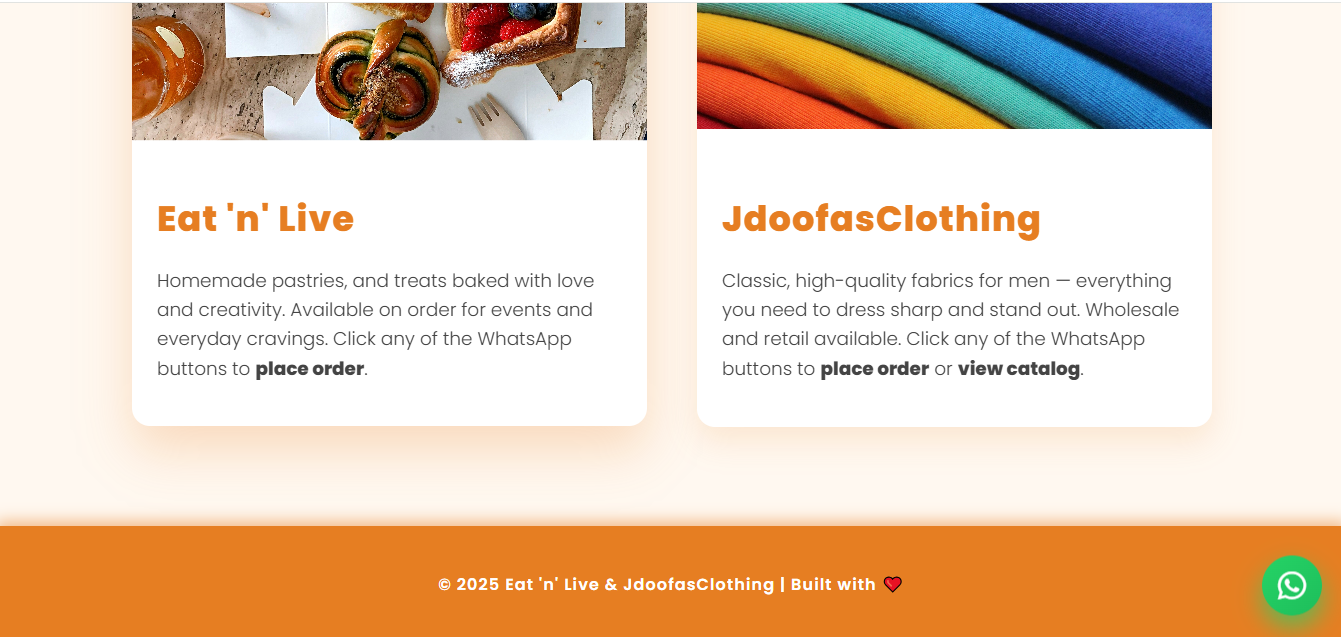 Eat 'n' Live
Homemade pastries, and treats baked with love
and creativity. Available on order for events and
everyday cravings. Click any of the WhatsApp
buttons to place order.
JdoofasClothing
Classic, high-quality fabrics for men — everything
you need to dress sharp and stand out. Wholesale
and retail available. Click any of the WhatsApp
buttons to place order or view catalog.
© 2025 Eat 'n' Live & JdoofasClothing | Built with ❤️